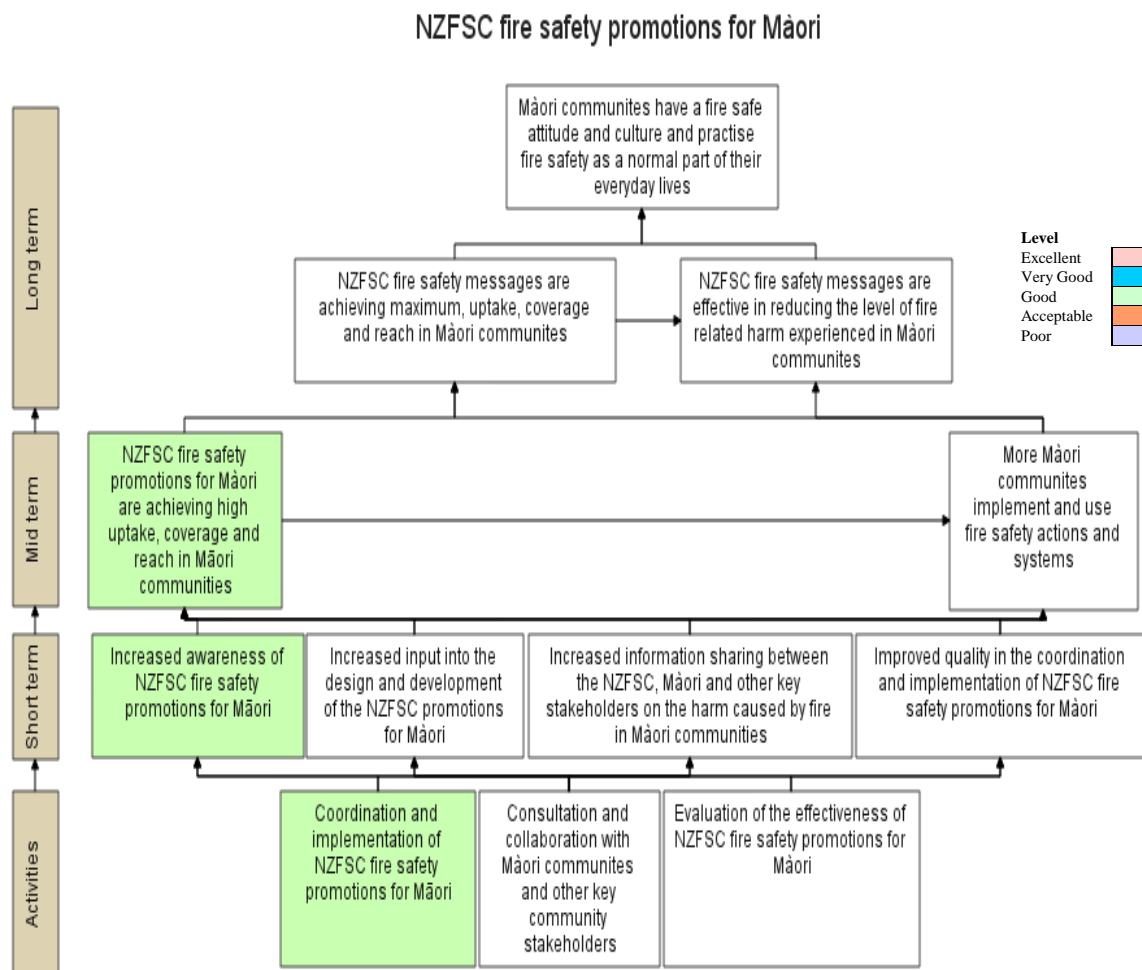 NZFSC fire safety promotions for Màori
Long term
Màori communites have a fire safe
attitude and culture and practise
fire safety as a normal part of their
everyday lives
NZFSC fire safety messages are
achieving maximum, uptake, coverage
and reach in Màori communites
NZFSC fire safety messages are
effective in reducing the level of fire
related harm experienced in Màori
communites
Level
Excellent
Very Good
Good
Acceptable
Poor
Mid term
NZFSC fire safety
promotions for Màori
are achieving high
uptake, coverage and
reach in Māori
communities
More Màori
communites
implement and use
fire safety actions and
systems
Short term
Increased awareness of
NZFSC fire safety
promotions for Māori
Increased input into the
design and development
of the NZFSC promotions
for Màori
Increased information sharing between
the NZFSC, Màori and other key
stakeholders on the harm caused by fire
in Màori communities
Improved quality in the coordination
and implementation of NZFSC fire
safety promotions for Màori
Activities
Coordination and
implementation of
NZFSC fire safety
promotions for Māori
Consultation and
collaboration with
Màori communites
and other key
community
stakeholders
Evaluation of the effectiveness of
NZFSC fire safety promotions for
Màori